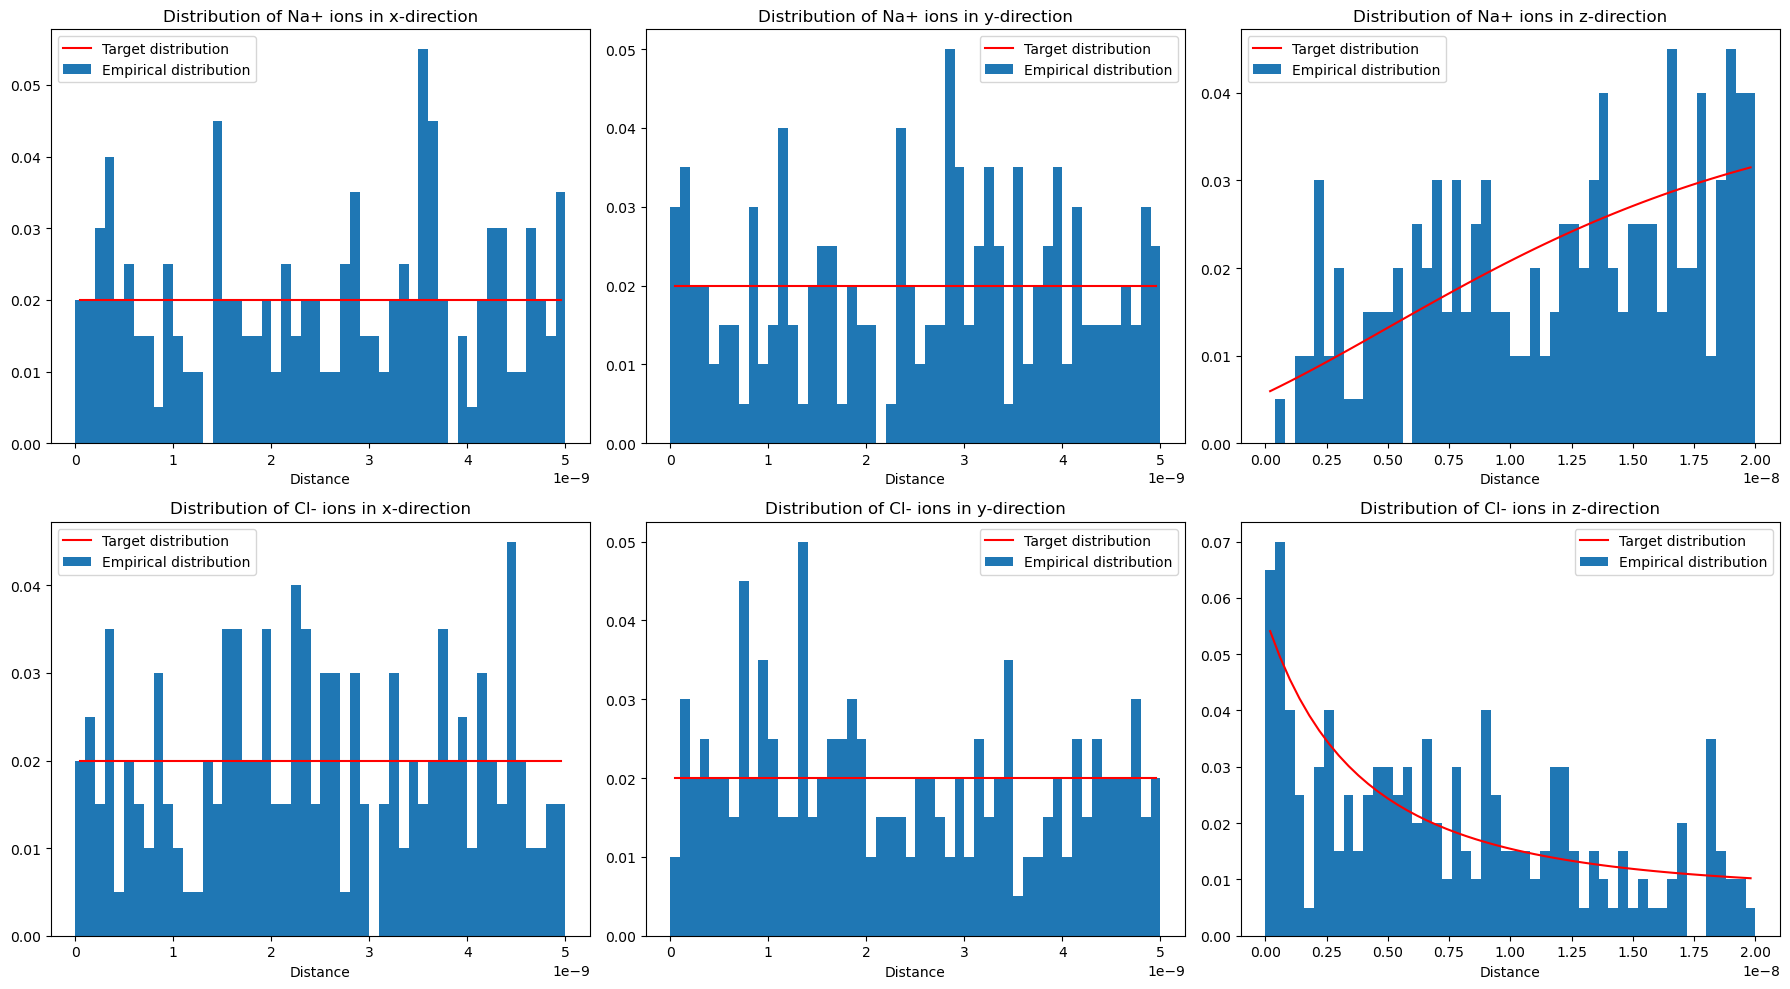 Distribution of Na+ ions in x-direction
Target distribution
Empirical distribution
0.05
0.04
0.03
0.02
0.01
0.00
0 1 2 3 4 5
Distance
1e−9
Distribution of Na+ ions in y-direction
Target distribution
Empirical distribution
0.05
0.04
0.03
0.02
0.01
0.00
0 1 2 3 4 5
Distance
1e−9
Distribution of Na+ ions in z-direction
Target distribution
Empirical distribution
0.04
0.03
0.02
0.01
0.00
0.00 0.25 0.50 0.75 1.00 1.25 1.50 1.75 2.00
Distance
1e−8
Distribution of Cl- ions in x-direction
Target distribution
Empirical distribution
0.04
0.03
0.02
0.01
0.00
0 1 2 3 4 5
Distance
1e−9
Distribution of Cl- ions in y-direction
Target distribution
Empirical distribution
0.05
0.04
0.03
0.02
0.01
0.00
0 1 2 3 4 5
Distance
1e−9
Distribution of Cl- ions in z-direction
Target distribution
Empirical distribution
0.07
0.06
0.05
0.04
0.03
0.02
0.01
0.00
0.00 0.25 0.50 0.75 1.00 1.25 1.50 1.75 2.00
Distance
1e−8